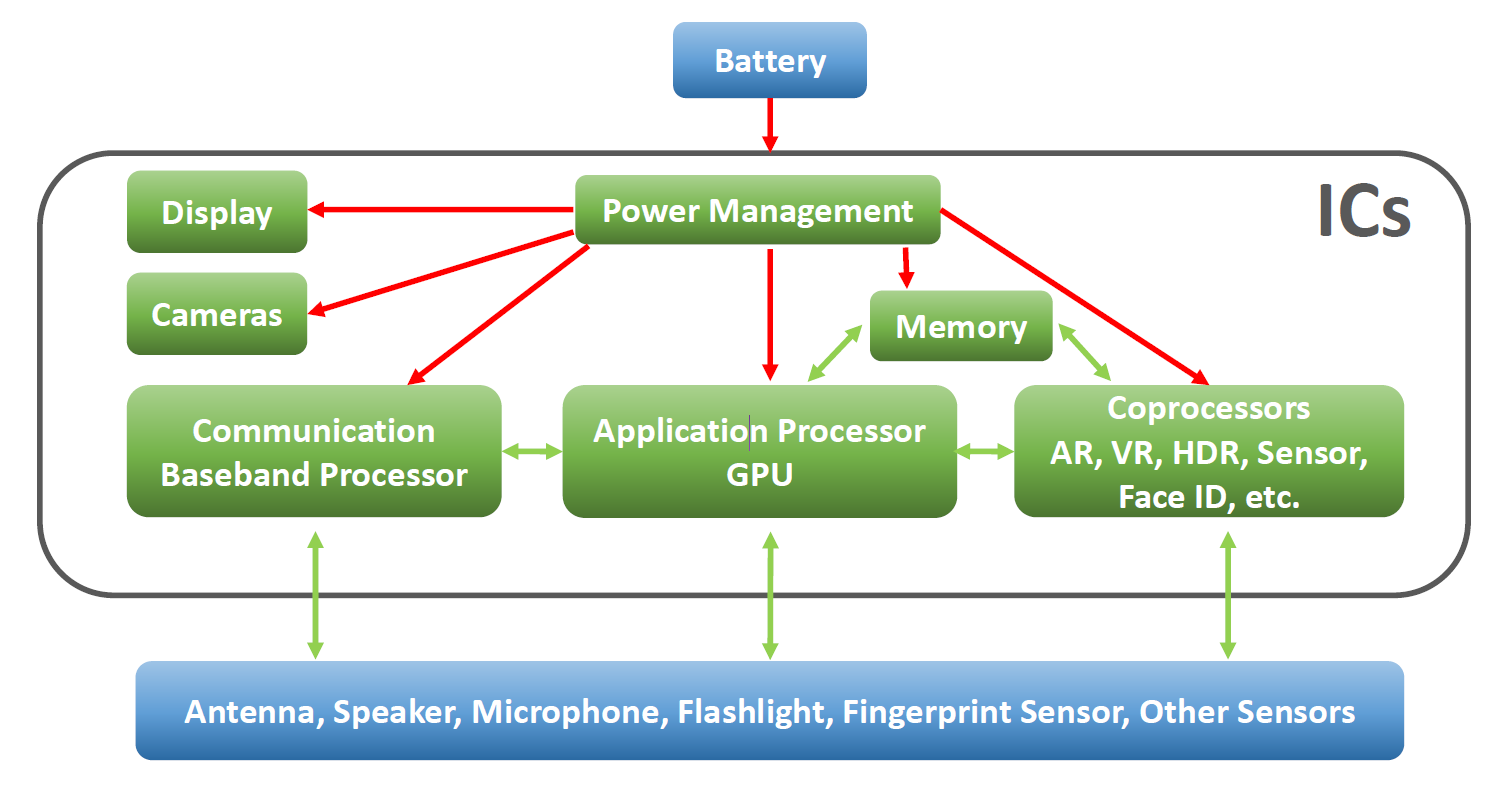 Battery
ICs
Display
Power Management
Cameras
Memory
Communication
Baseband Processor
Application Processor
GPU
Coprocessors
AR, VR, HDR, Sensor,
Face ID, etc.
Antenna, Speaker, Microphone, Flashlight, Fingerprint Sensor, Other Sensors